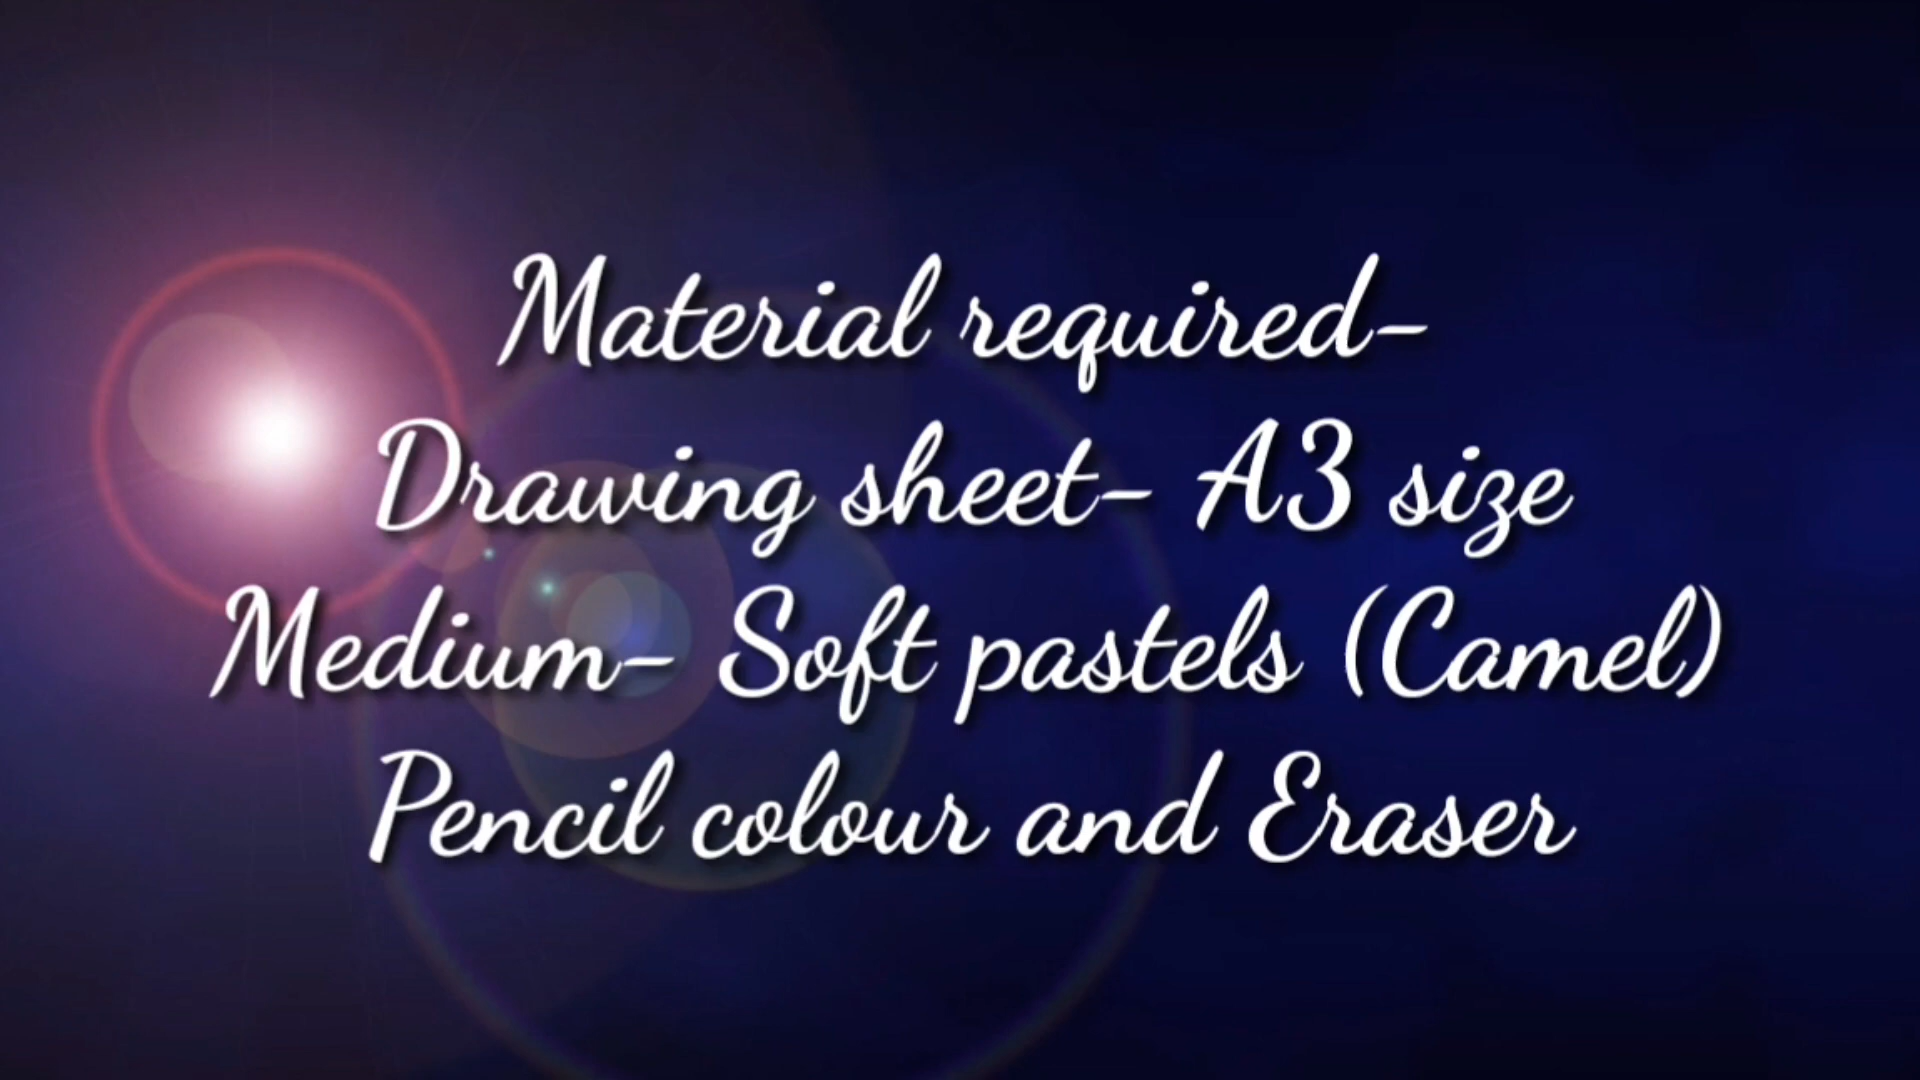 Material required-
Drawing sheet- A3 size
Medium- Soft pastels (Camel)
Pencil colour and Eraser